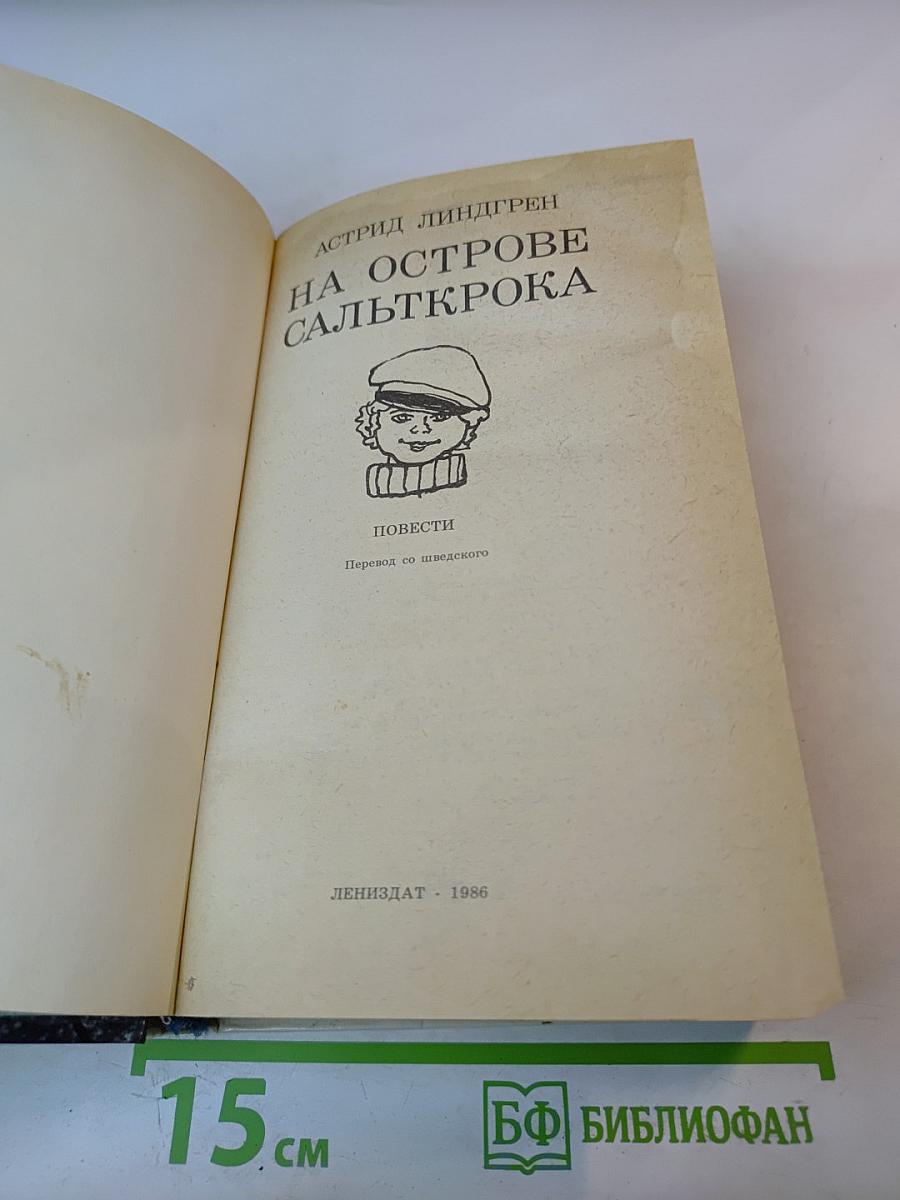 АСТРИД ЛИНДГРЕН
НА ОСТРОВЕ
САЛЬТКРОКА
ПОВЕСТИ
Перевод со шведского
ЛЕНИЗДАТ · 1986
15 см
БФ БИБЛИОФАН